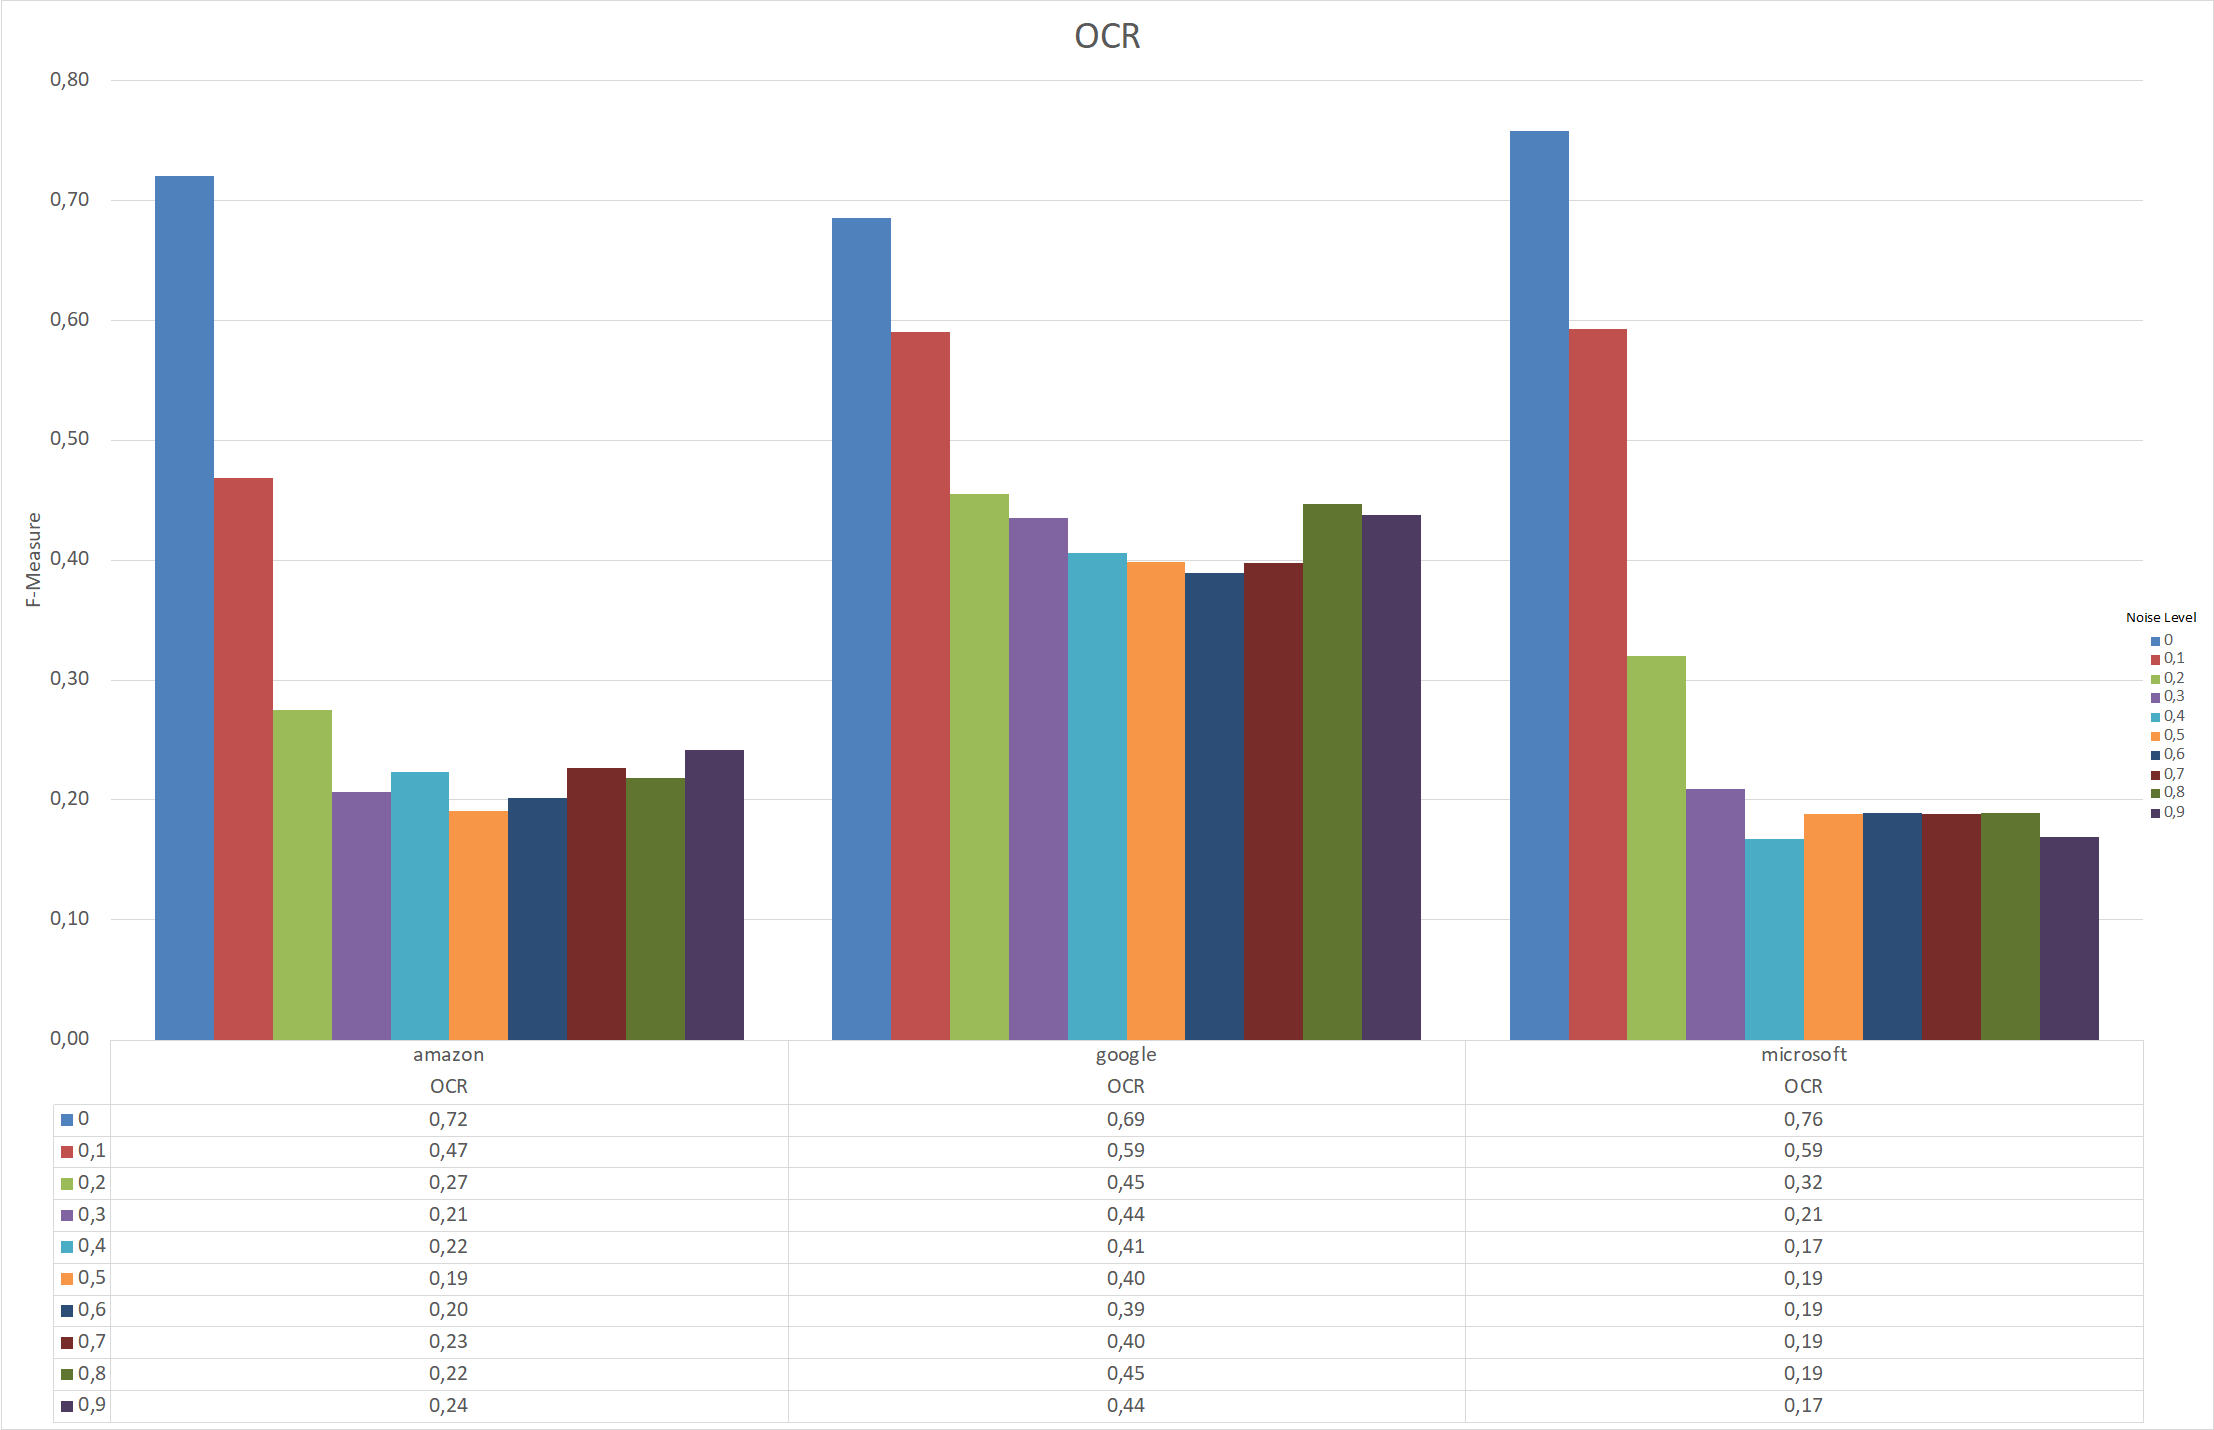 OCR
0,80
0,70
0,60
0,50
0,40
0,30
0,20
0,10
0,00
F-Measure
Noise Level
0
0,1
0,2
0,3
0,4
0,5
0,6
0,7
0,8
0,9
amazon google microsoft
OCR OCR OCR
0 0,72 0,69 0,76
0,1 0,47 0,59 0,59
0,2 0,27 0,45 0,32
0,3 0,21 0,44 0,21
0,4 0,22 0,41 0,17
0,5 0,19 0,40 0,19
0,6 0,20 0,39 0,19
0,7 0,23 0,40 0,19
0,8 0,22 0,45 0,19
0,9 0,24 0,44 0,17